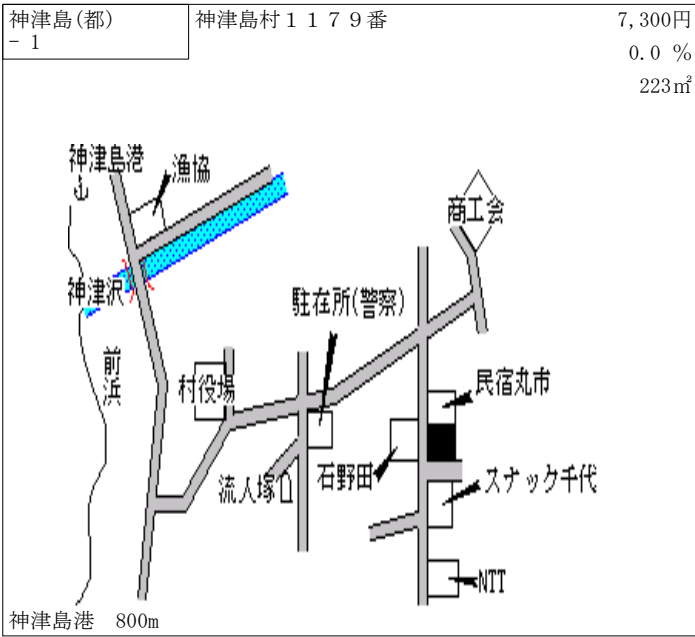 神津島(都)
- 1
神津島村１１７９番
7,300円
0.0 %
223㎡
神津島港
漁協
商工会
神津沢
駐在所(警察)
前浜
村役場
民宿丸市
流人塚
石野田
スナック千代
NTT
神津島港 800m